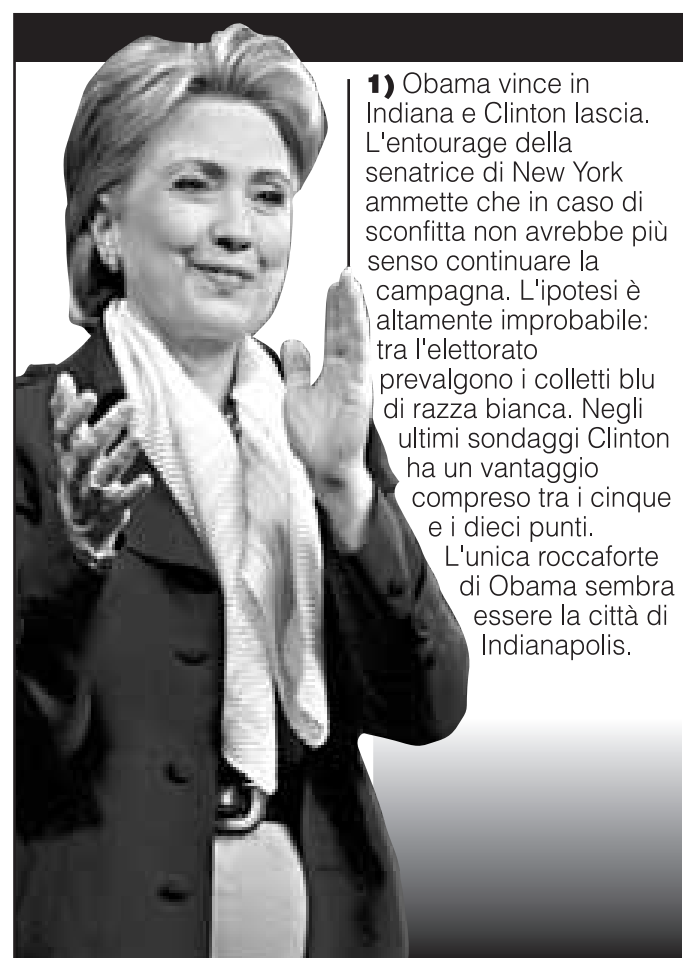 1) Obama vince in
Indiana e Clinton lascia.
L'entourage della
senatrice di New York
ammette che in caso di
sconfitta non avrebbe più
senso continuare la
campagna. L'ipotesi è
altamente improbabile:
tra l'elettorato
prevalgono i colletti blu
di razza bianca. Negli
ultimi sondaggi Clinton
ha un vantaggio
compreso tra i cinque
e i dieci punti.
L'unica roccaforte
di Obama sembra
essere la città di
Indianapolis.